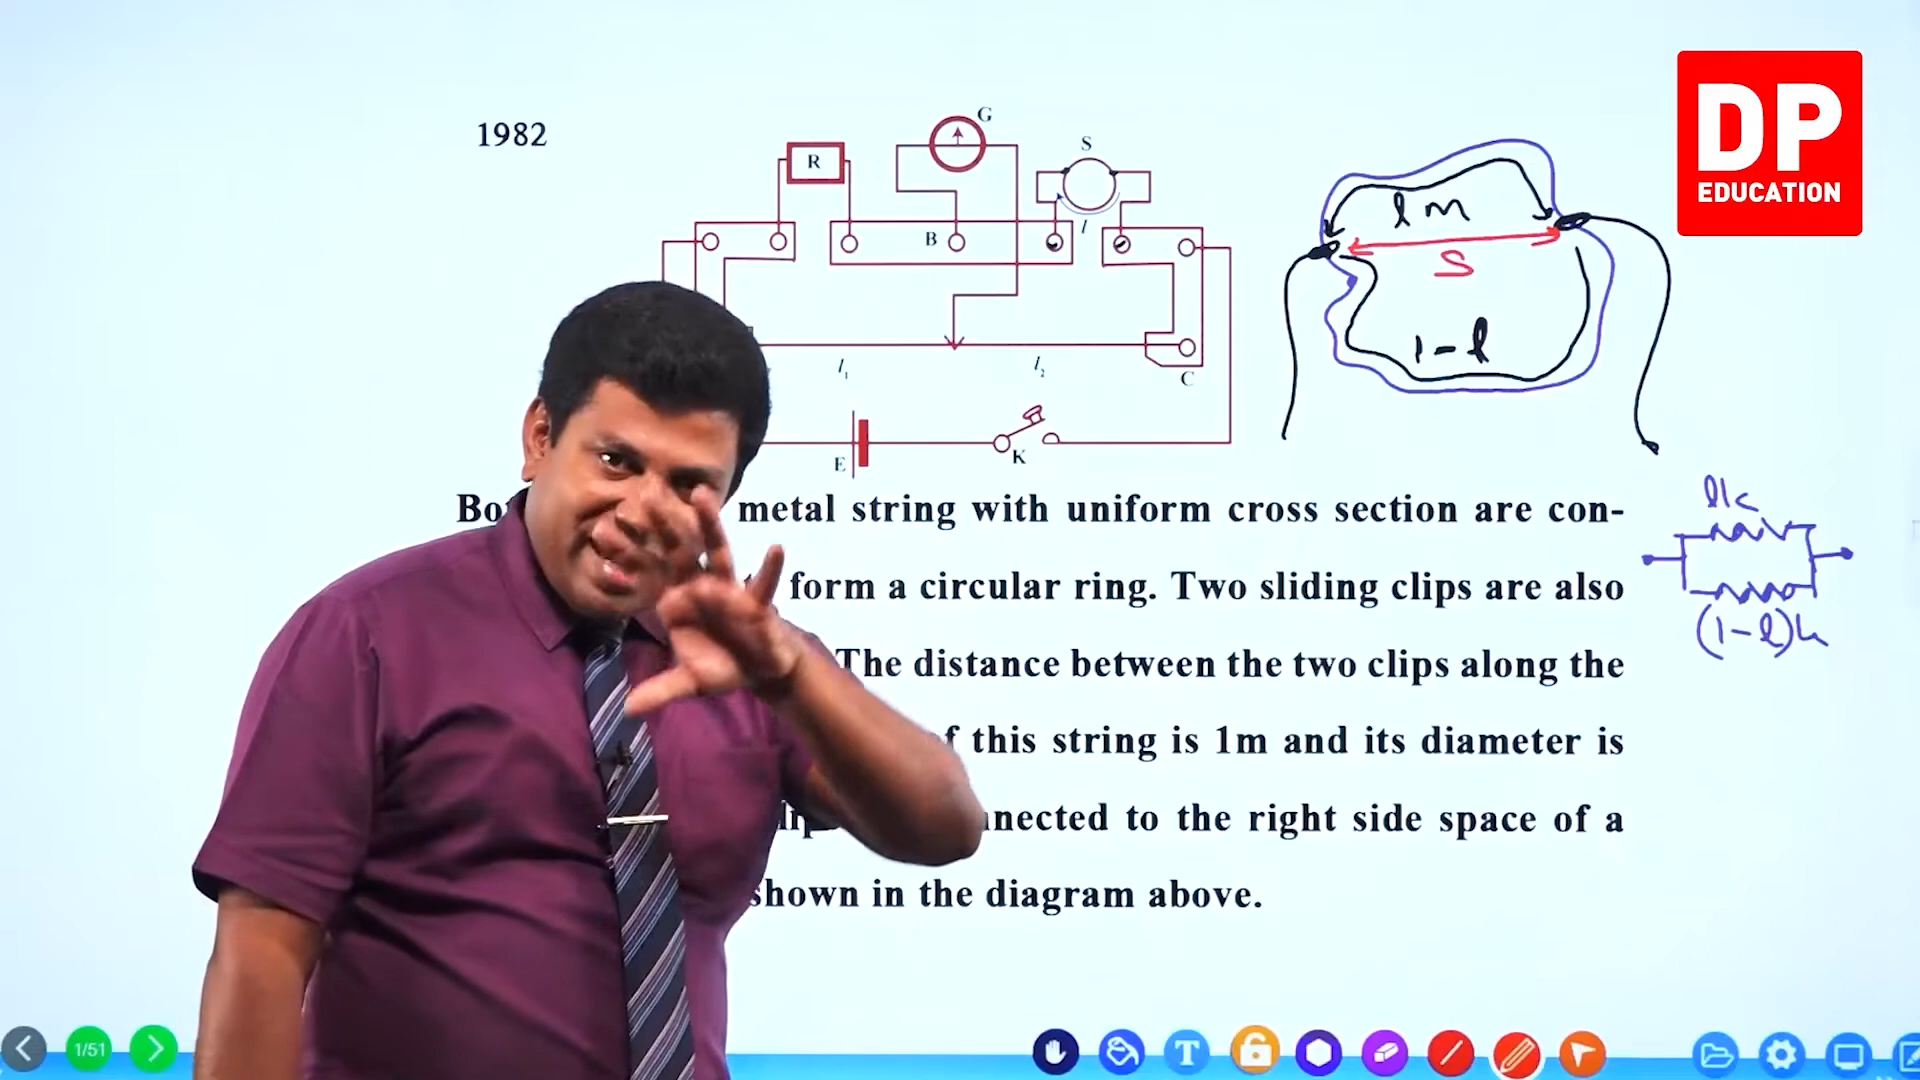 DP
EDUCATION
1982
G
R
S
B
l
l₁
l₂
C
E
K
l m
S
1-l
lk
(1-l)k
metal string with uniform cross section are con-
form a circular ring. Two sliding clips are also
The distance between the two clips along the
this string is 1m and its diameter is
to the right side space of a
shown in the diagram above.
1/51
T